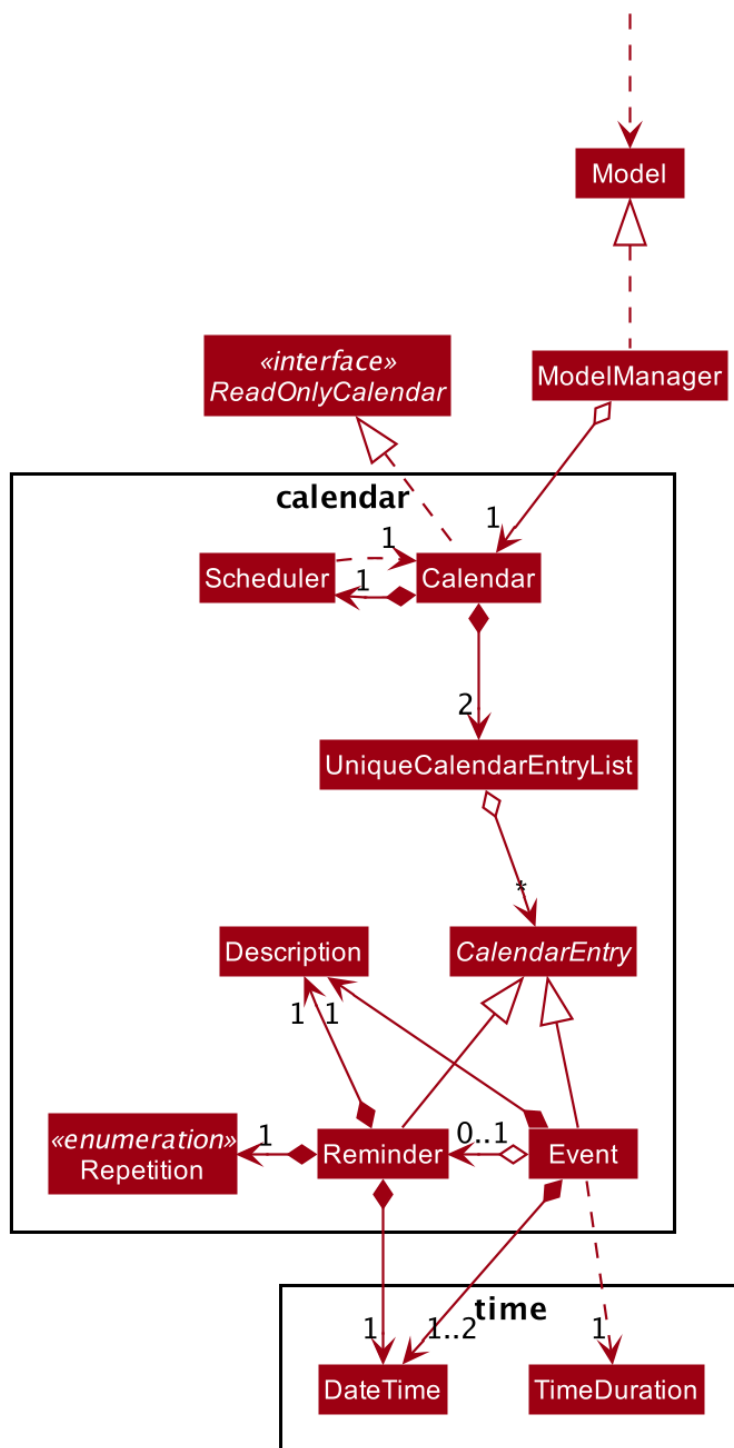 Model
«interface»
ReadOnlyCalendar
ModelManager
calendar
1
1
Scheduler
Calendar
1
2
UniqueCalendarEntryList
*
Description
CalendarEntry
1
1
«enumeration»
Repetition
1
Reminder
0..1
Event
time
1
1..2
1
DateTime
TimeDuration